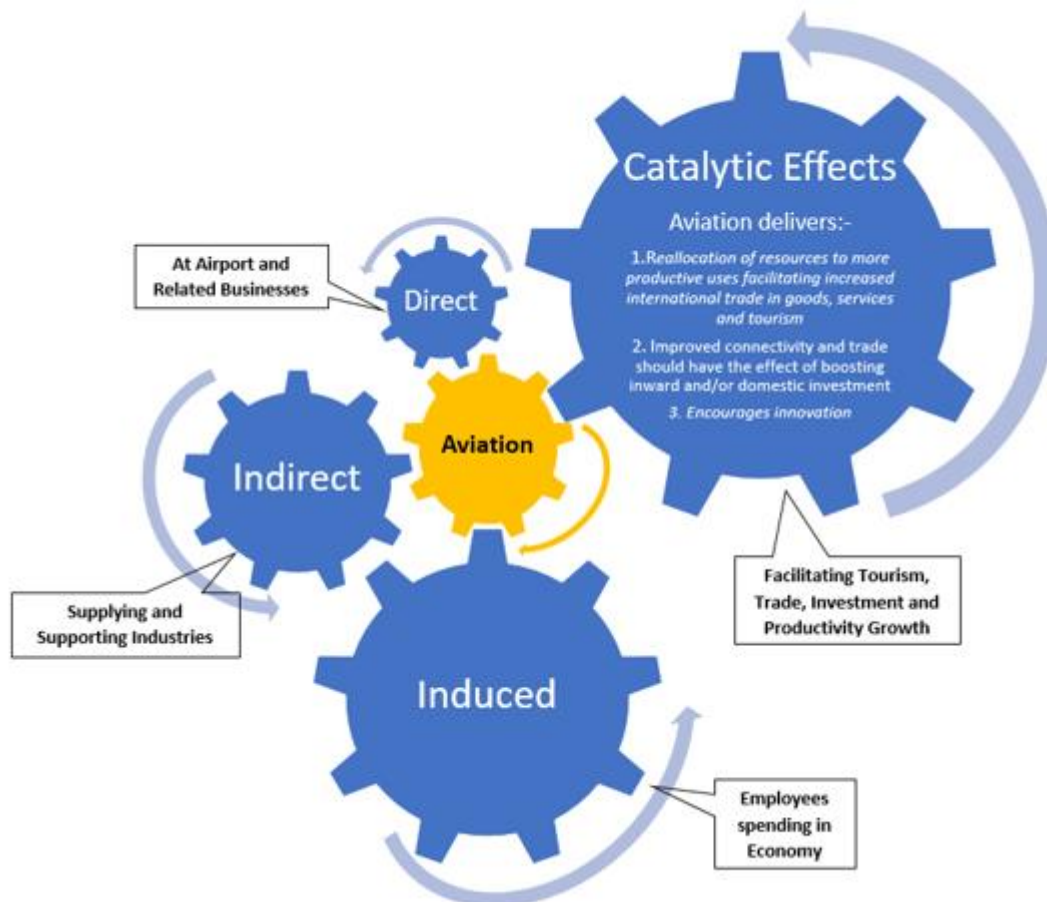 Catalytic Effects
Aviation delivers:-
1.Reallocation of resources to more
productive uses facilitating increased
international trade in goods, services
and tourism
2. Improved connectivity and trade
should have the effect of boosting
inward and/or domestic investment
3. Encourages innovation
At Airport and
Related Businesses
Direct
Aviation
Indirect
Supplying and
Supporting Industries
Facilitating Tourism,
Trade, Investment and
Productivity Growth
Induced
Employees
spending in
Economy